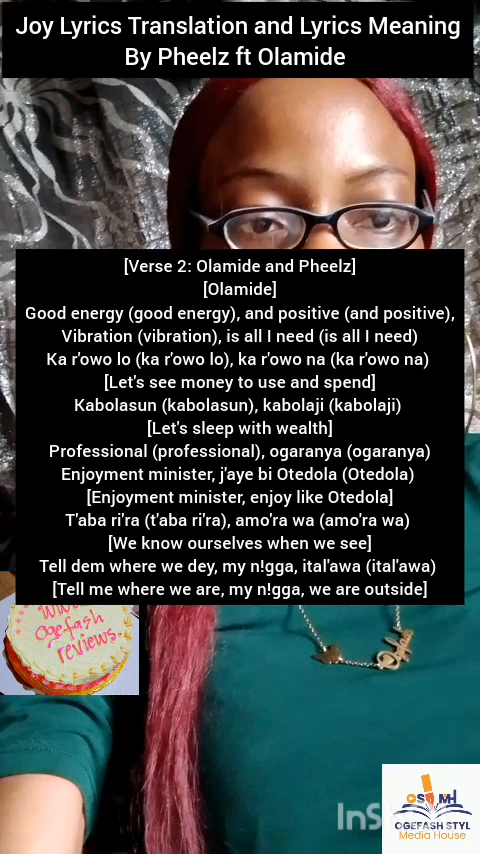 Joy Lyrics Translation and Lyrics Meaning
By Pheelz ft Olamide
[Verse 2: Olamide and Pheelz]
[Olamide]
Good energy (good energy), and positive (and positive),
Vibration (vibration), is all I need (is all I need)
Ka r'owo lo (ka r'owo lo), ka r'owo na (ka r'owo na)
[Let's see money to use and spend]
Kabolasun (kabolasun), kabolaji (kabolaji)
[Let's sleep with wealth]
Professional (professional), ogaranya (ogaranya)
Enjoyment minister, j'aye bi Otedola (Otedola)
[Enjoyment minister, enjoy like Otedola]
T'aba ri'ra (t'aba ri'ra), amo'ra wa (amo'ra wa)
[We know ourselves when we see]
Tell dem where we dey, my n!gga, ital'awa (ital'awa)
[Tell me where we are, my n!gga, we are outside]
www.
Ogefash
reviews.
OSMH
OGEFASH STYL
Media House